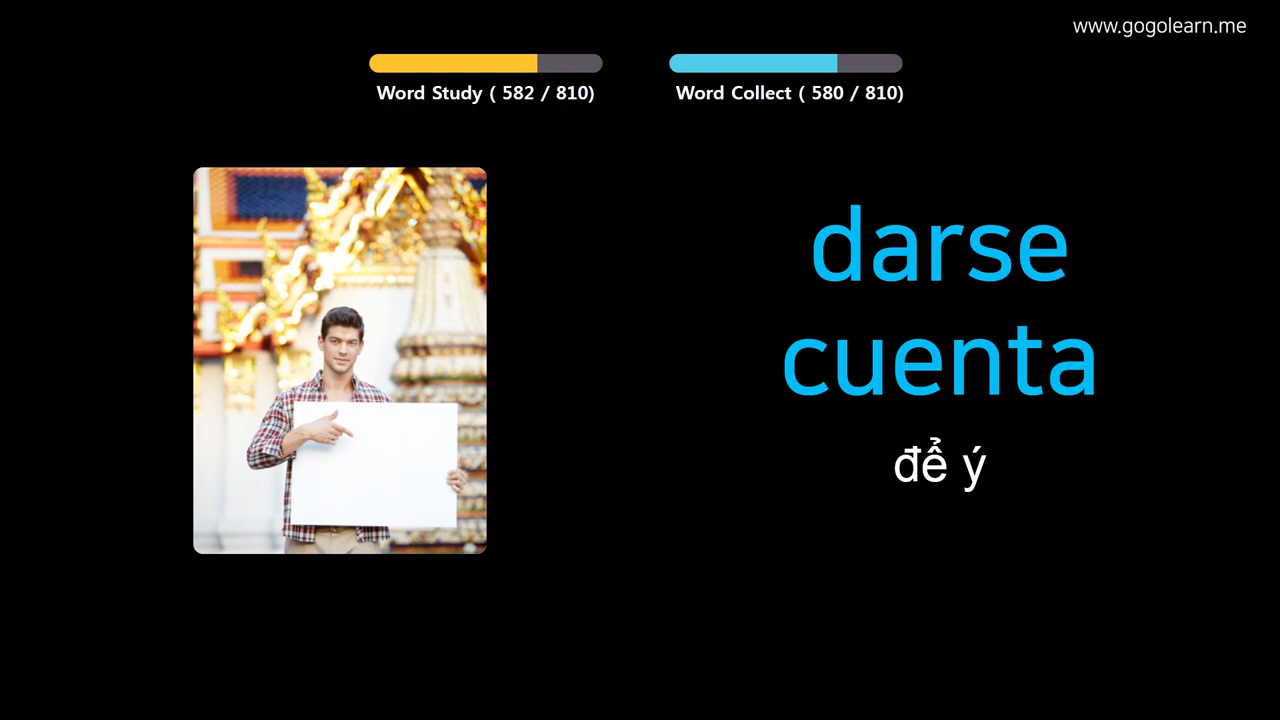 www.gogolearn.me
Word Study ( 582 / 810)
Word Collect ( 580 / 810)
darse
cuenta
để ý